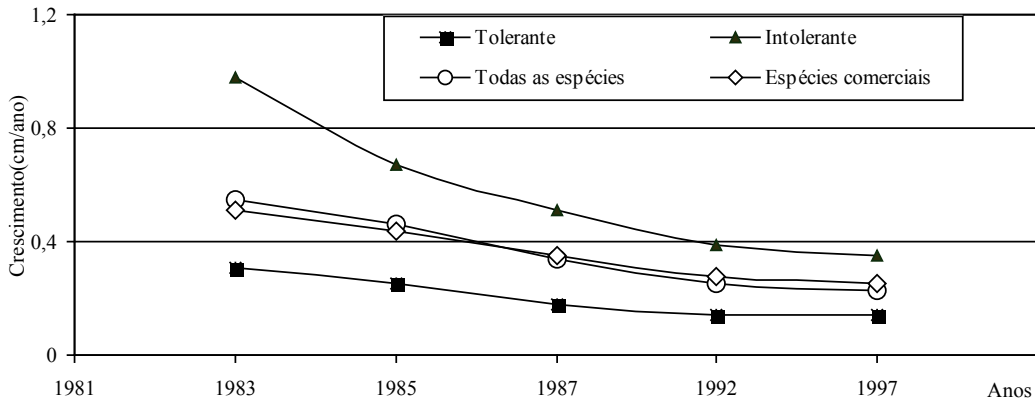 1,2
Tolerante
Intolerante
Todas as espécies
Espécies comerciais
0,8
0,4
0
Crescimento(cm/ano)
1981 1983 1985 1987 1992 1997 Anos